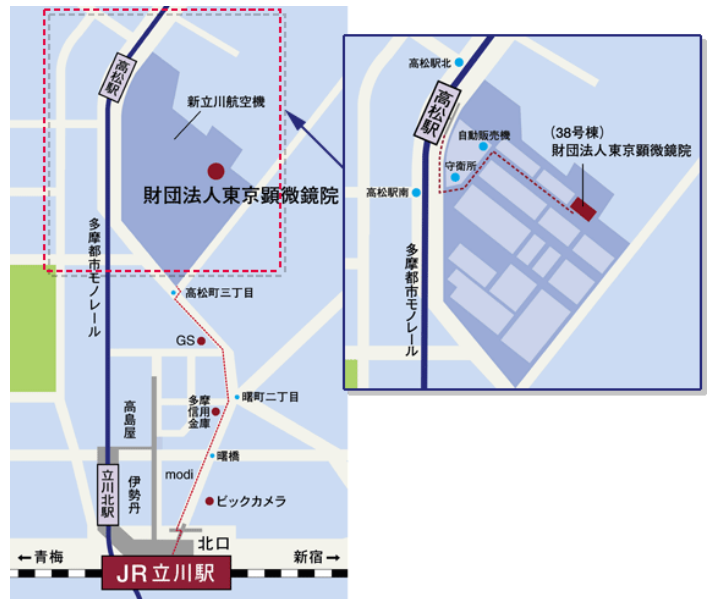 高松駅
新立川航空機
財団法人東京顕微鏡院
多摩都市モノレール
高松町三丁目
GS
曙町二丁目
多摩
信用
金庫
高島屋
曙橋
modi
伊勢丹
立川北駅
ビックカメラ
北口
←青梅
新宿→
JR立川駅
高松駅北
高松駅
自動販売機
(38号棟)
財団法人東京顕微鏡院
守衛所
高松駅南
多摩都市モノレール